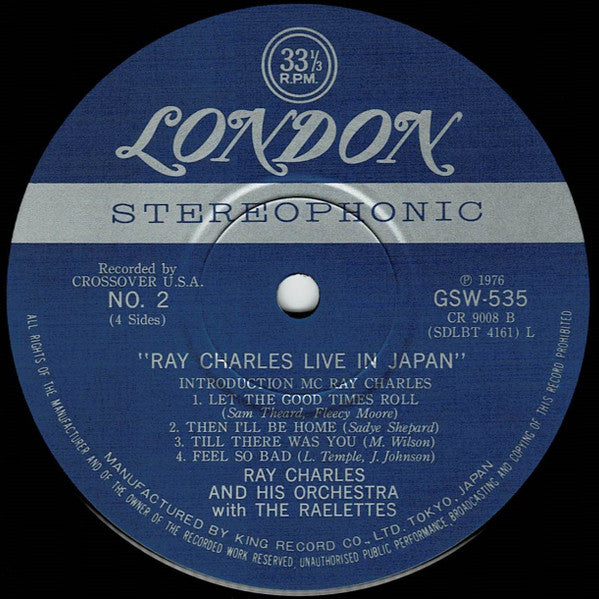 33 1/3
R.P.M.
LONDON
STEREOPHONIC
Recorded by
CROSSOVER U.S.A.
NO. 2
(4 Sides)
Ⓟ 1976
GSW-535
CR 9008 B
(SDLBT 4161) L
"RAY CHARLES LIVE IN JAPAN"
INTRODUCTION MC RAY CHARLES
1. LET THE GOOD TIMES ROLL
(Sam Theard, Fleecy Moore)
2. THEN I'LL BE HOME (Sadye Shepard)
3. TILL THERE WAS YOU (M. Wilson)
4. FEEL SO BAD (L. Temple, J. Johnson)
RAY CHARLES
AND HIS ORCHESTRA
with THE RAELETTES
MANUFACTURED BY KING RECORD CO., LTD. TOKYO, JAPAN
ALL RIGHTS OF THE MANUFACTURER AND OF THE OWNER OF THE RECORDED WORK RESERVED, UNAUTHORISED PUBLIC PERFORMANCE, BROADCASTING AND COPYING OF THIS RECORD PROHIBITED